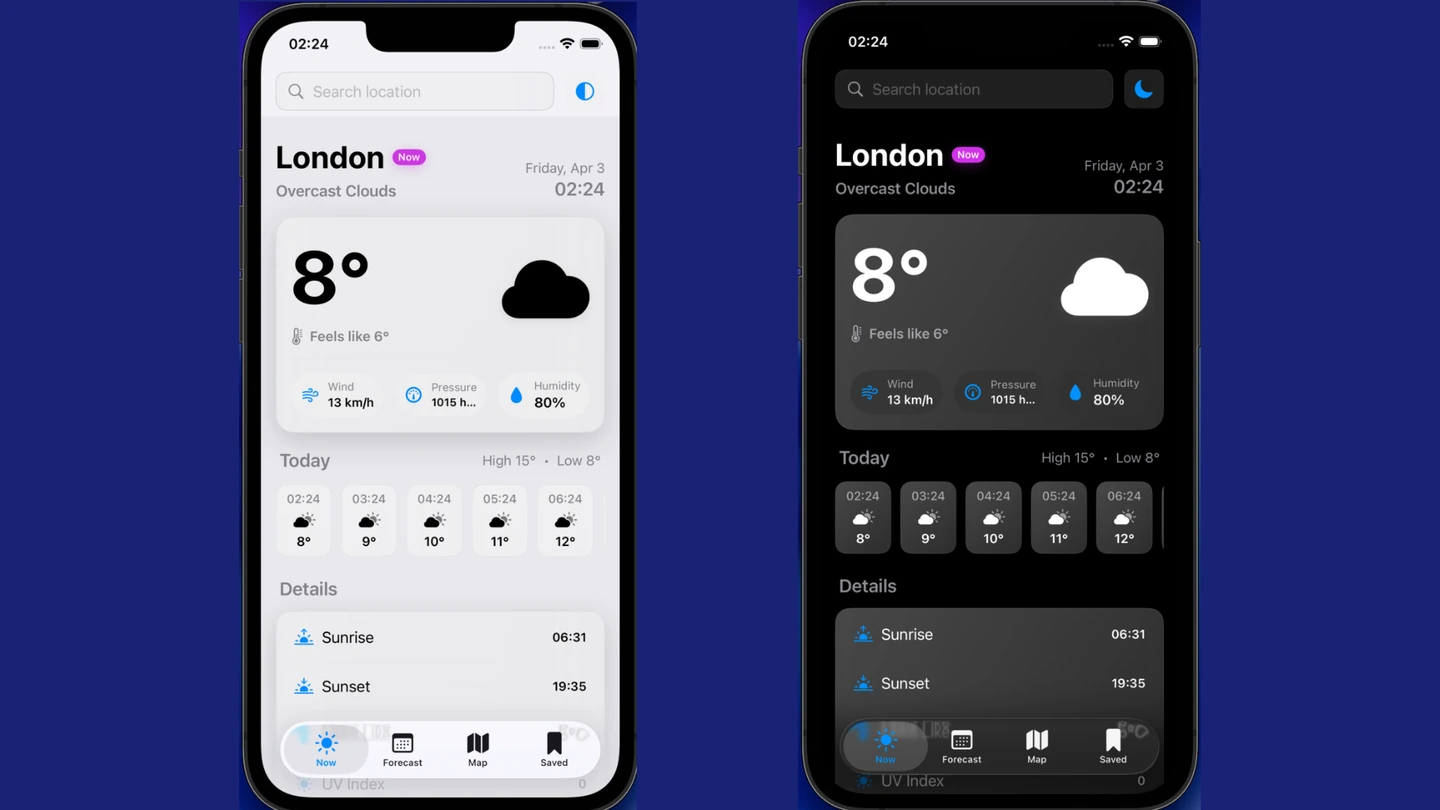 02:24
Search location
London Now
Friday, Apr 3
Overcast Clouds
02:24
8°
Feels like 6°
Wind
13 km/h
Pressure
1015 h...
Humidity
80%
Today
High 15° • Low 8°
02:24 03:24 04:24 05:24 06:24
8° 9° 10° 11° 12°
Details
Sunrise 06:31
Sunset 19:35
Now Forecast Map Saved
UV Index 0
02:24
Search location
London Now
Friday, Apr 3
Overcast Clouds
02:24
8°
Feels like 6°
Wind
13 km/h
Pressure
1015 h...
Humidity
80%
Today
High 15° • Low 8°
02:24 03:24 04:24 05:24 06:24
8° 9° 10° 11° 12°
Details
Sunrise 06:31
Sunset 19:35
Now Forecast Map Saved
UV Index 0